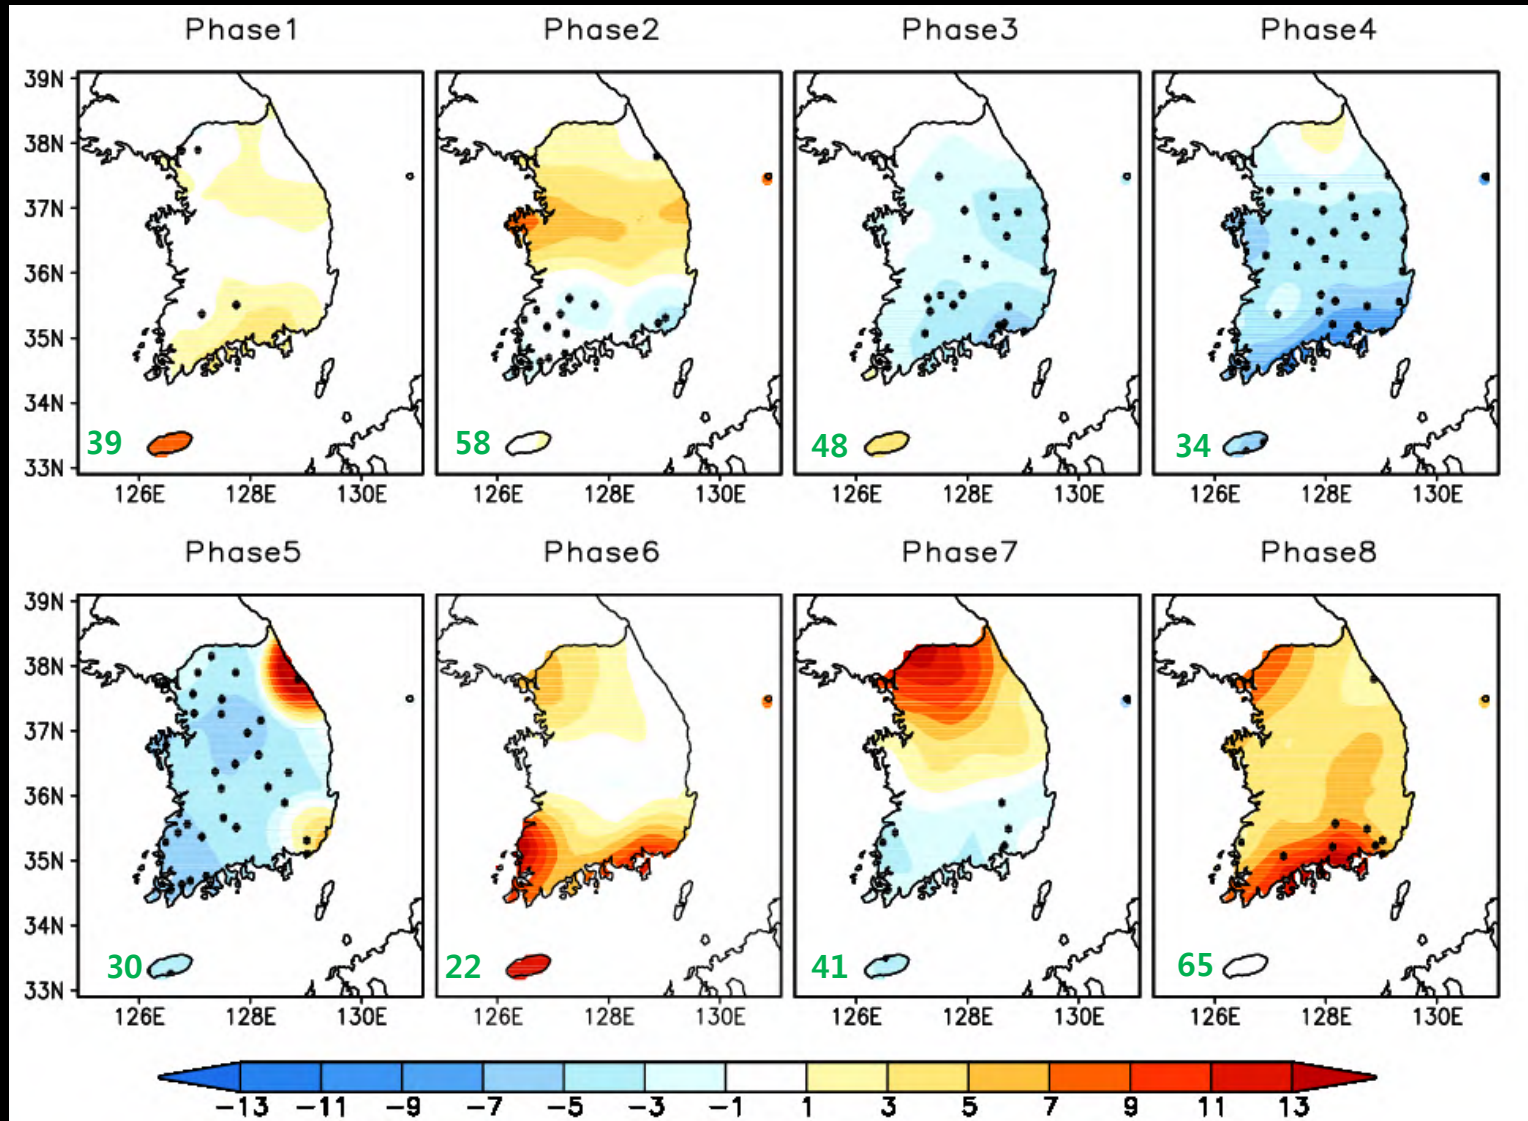 Phase1 Phase2 Phase3 Phase4
39N
38N
37N
36N
35N
34N
33N
39 58 48 34
126E 128E 130E 126E 128E 130E 126E 128E 130E 126E 128E 130E
Phase5 Phase6 Phase7 Phase8
39N
38N
37N
36N
35N
34N
33N
30 22 41 65
126E 128E 130E 126E 128E 130E 126E 128E 130E 126E 128E 130E
−13 −11 −9 −7 −5 −3 −1 1 3 5 7 9 11 13